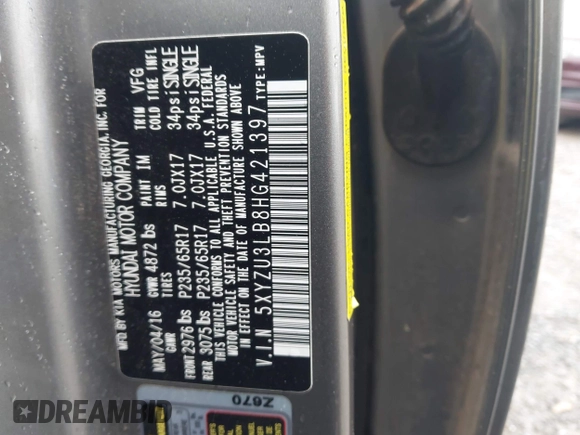 MFD BY KIA MOTORS MANUFACTURING GEORGIA, INC. FOR
HYUNDAI MOTOR COMPANY
MAY/04/16 GVWR 4872 lbs PAINT IM TRIM VFG
GAWR TIRES RIMS COLD TIRE INFL
FRONT 2976 lbs P235/65R17 7.0JX17 34psi SINGLE
REAR 3075 lbs P235/65R17 7.0JX17 34psi SINGLE
THIS VEHICLE CONFORMS TO ALL APPLICABLE U.S.A. FEDERAL
MOTOR VEHICLE SAFETY AND THEFT PREVENTION STANDARDS
IN EFFECT ON THE DATE OF MANUFACTURE SHOWN ABOVE
V.I.N 5XYZU3LB8HG421397 TYPE:MPV
Z670
DREAMBID